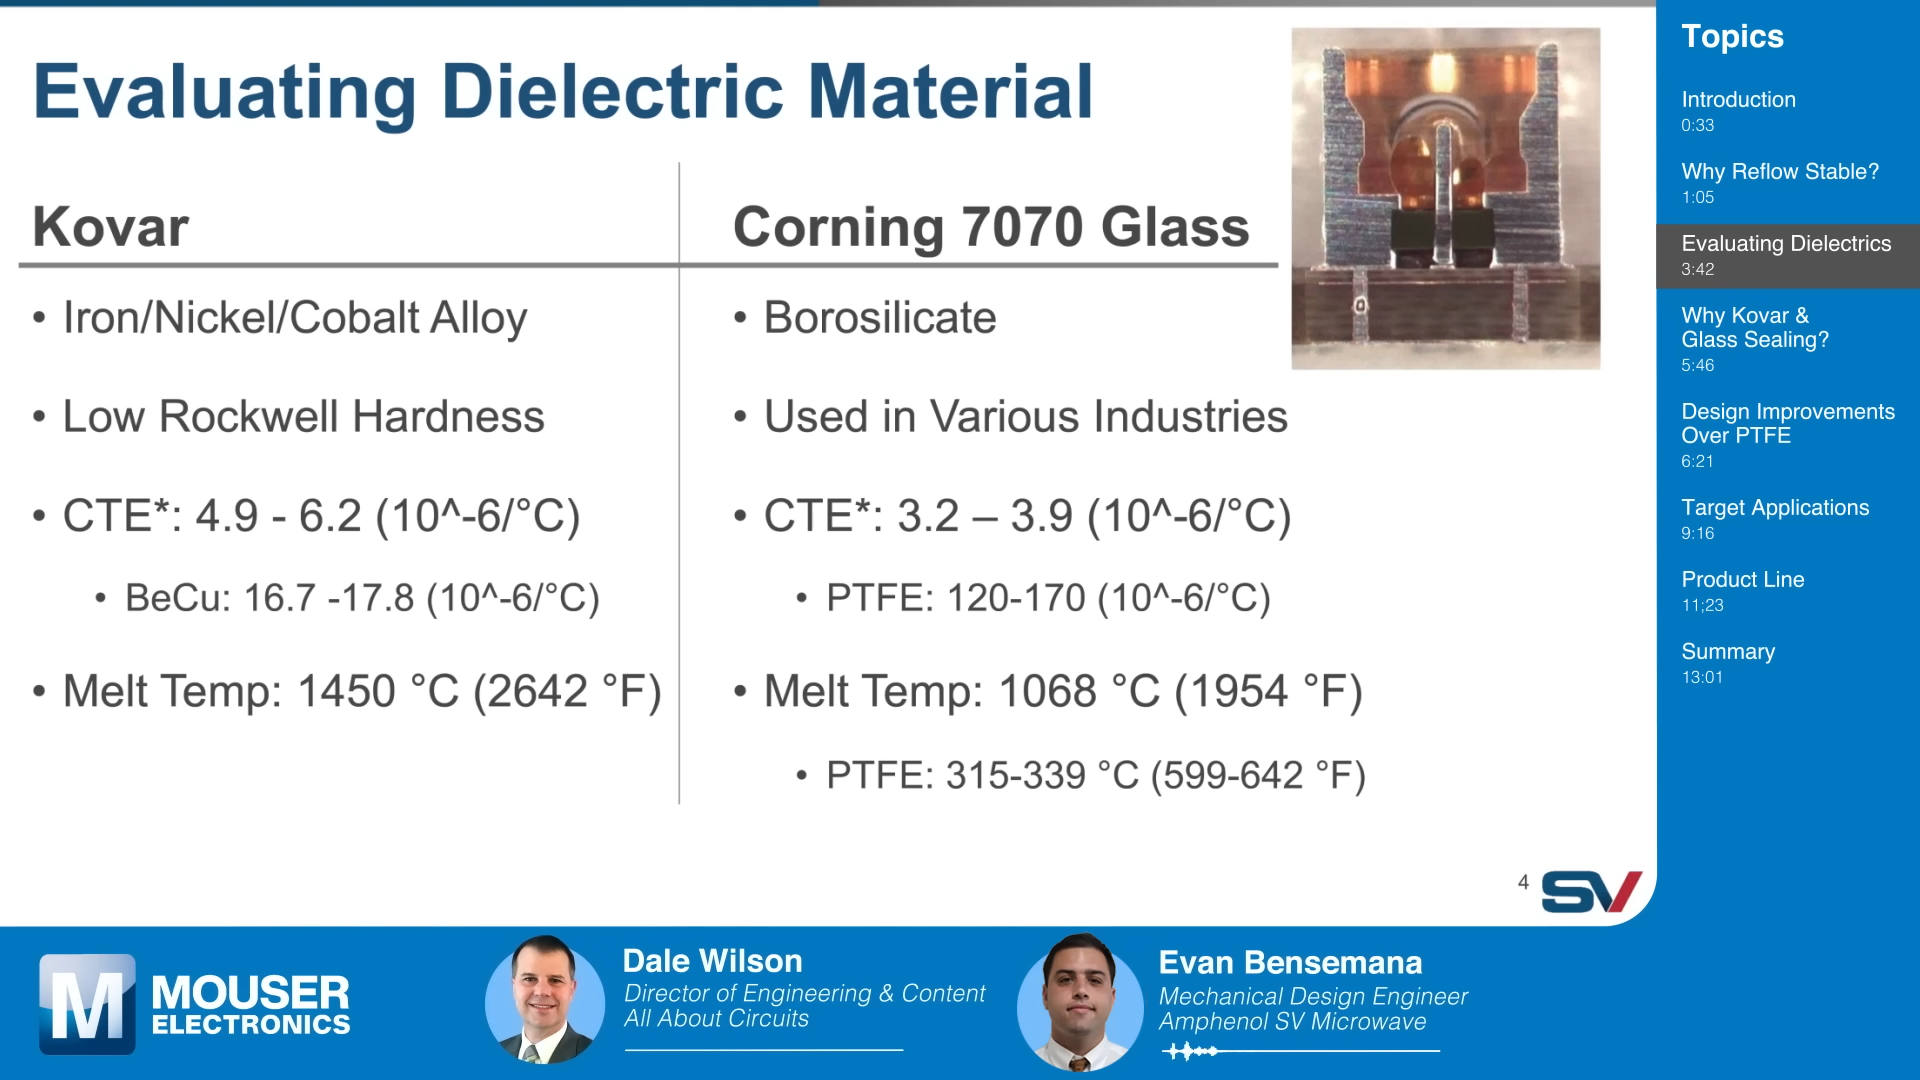 Evaluating Dielectric Material
Kovar
• Iron/Nickel/Cobalt Alloy
• Low Rockwell Hardness
• CTE*: 4.9 - 6.2 (10^-6/°C)
• BeCu: 16.7 -17.8 (10^-6/°C)
• Melt Temp: 1450 °C (2642 °F)
Corning 7070 Glass
• Borosilicate
• Used in Various Industries
• CTE*: 3.2 – 3.9 (10^-6/°C)
• PTFE: 120-170 (10^-6/°C)
• Melt Temp: 1068 °C (1954 °F)
• PTFE: 315-339 °C (599-642 °F)
4
SV
Topics
Introduction
0:33
Why Reflow Stable?
1:05
Evaluating Dielectrics
3:42
Why Kovar &
Glass Sealing?
5:46
Design Improvements
Over PTFE
6:21
Target Applications
9:16
Product Line
11;23
Summary
13:01
M
MOUSER
ELECTRONICS
Dale Wilson
Director of Engineering & Content
All About Circuits
Evan Bensemana
Mechanical Design Engineer
Amphenol SV Microwave